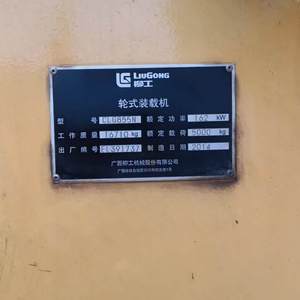 LG LIUGONG
柳工
轮式装载机
型 号 CLG855N 额定功率 162 kW
工作质量 16710 kg 额定载荷 5000 kg
出厂编号 EL391737 制造日期 2014
广西柳工机械股份有限公司